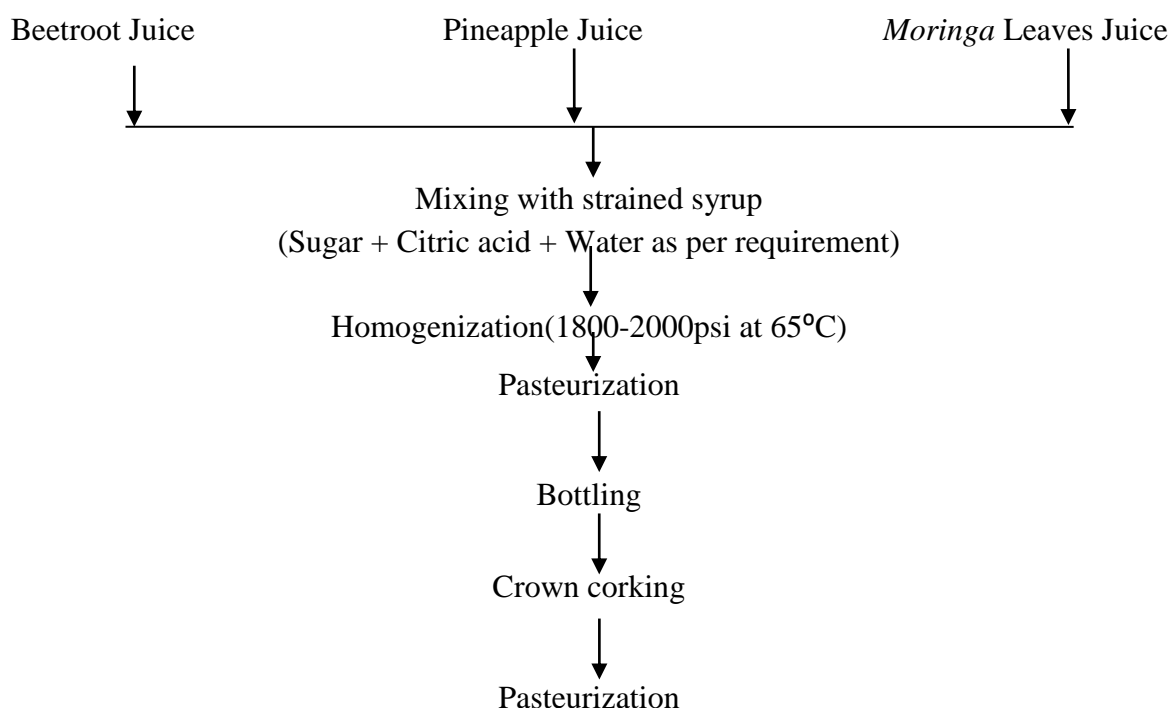 Beetroot Juice Pineapple Juice Moringa Leaves Juice
Mixing with strained syrup
(Sugar + Citric acid + Water as per requirement)
Homogenization(1800-2000psi at 65⁰C)
Pasteurization
Bottling
Crown corking
Pasteurization